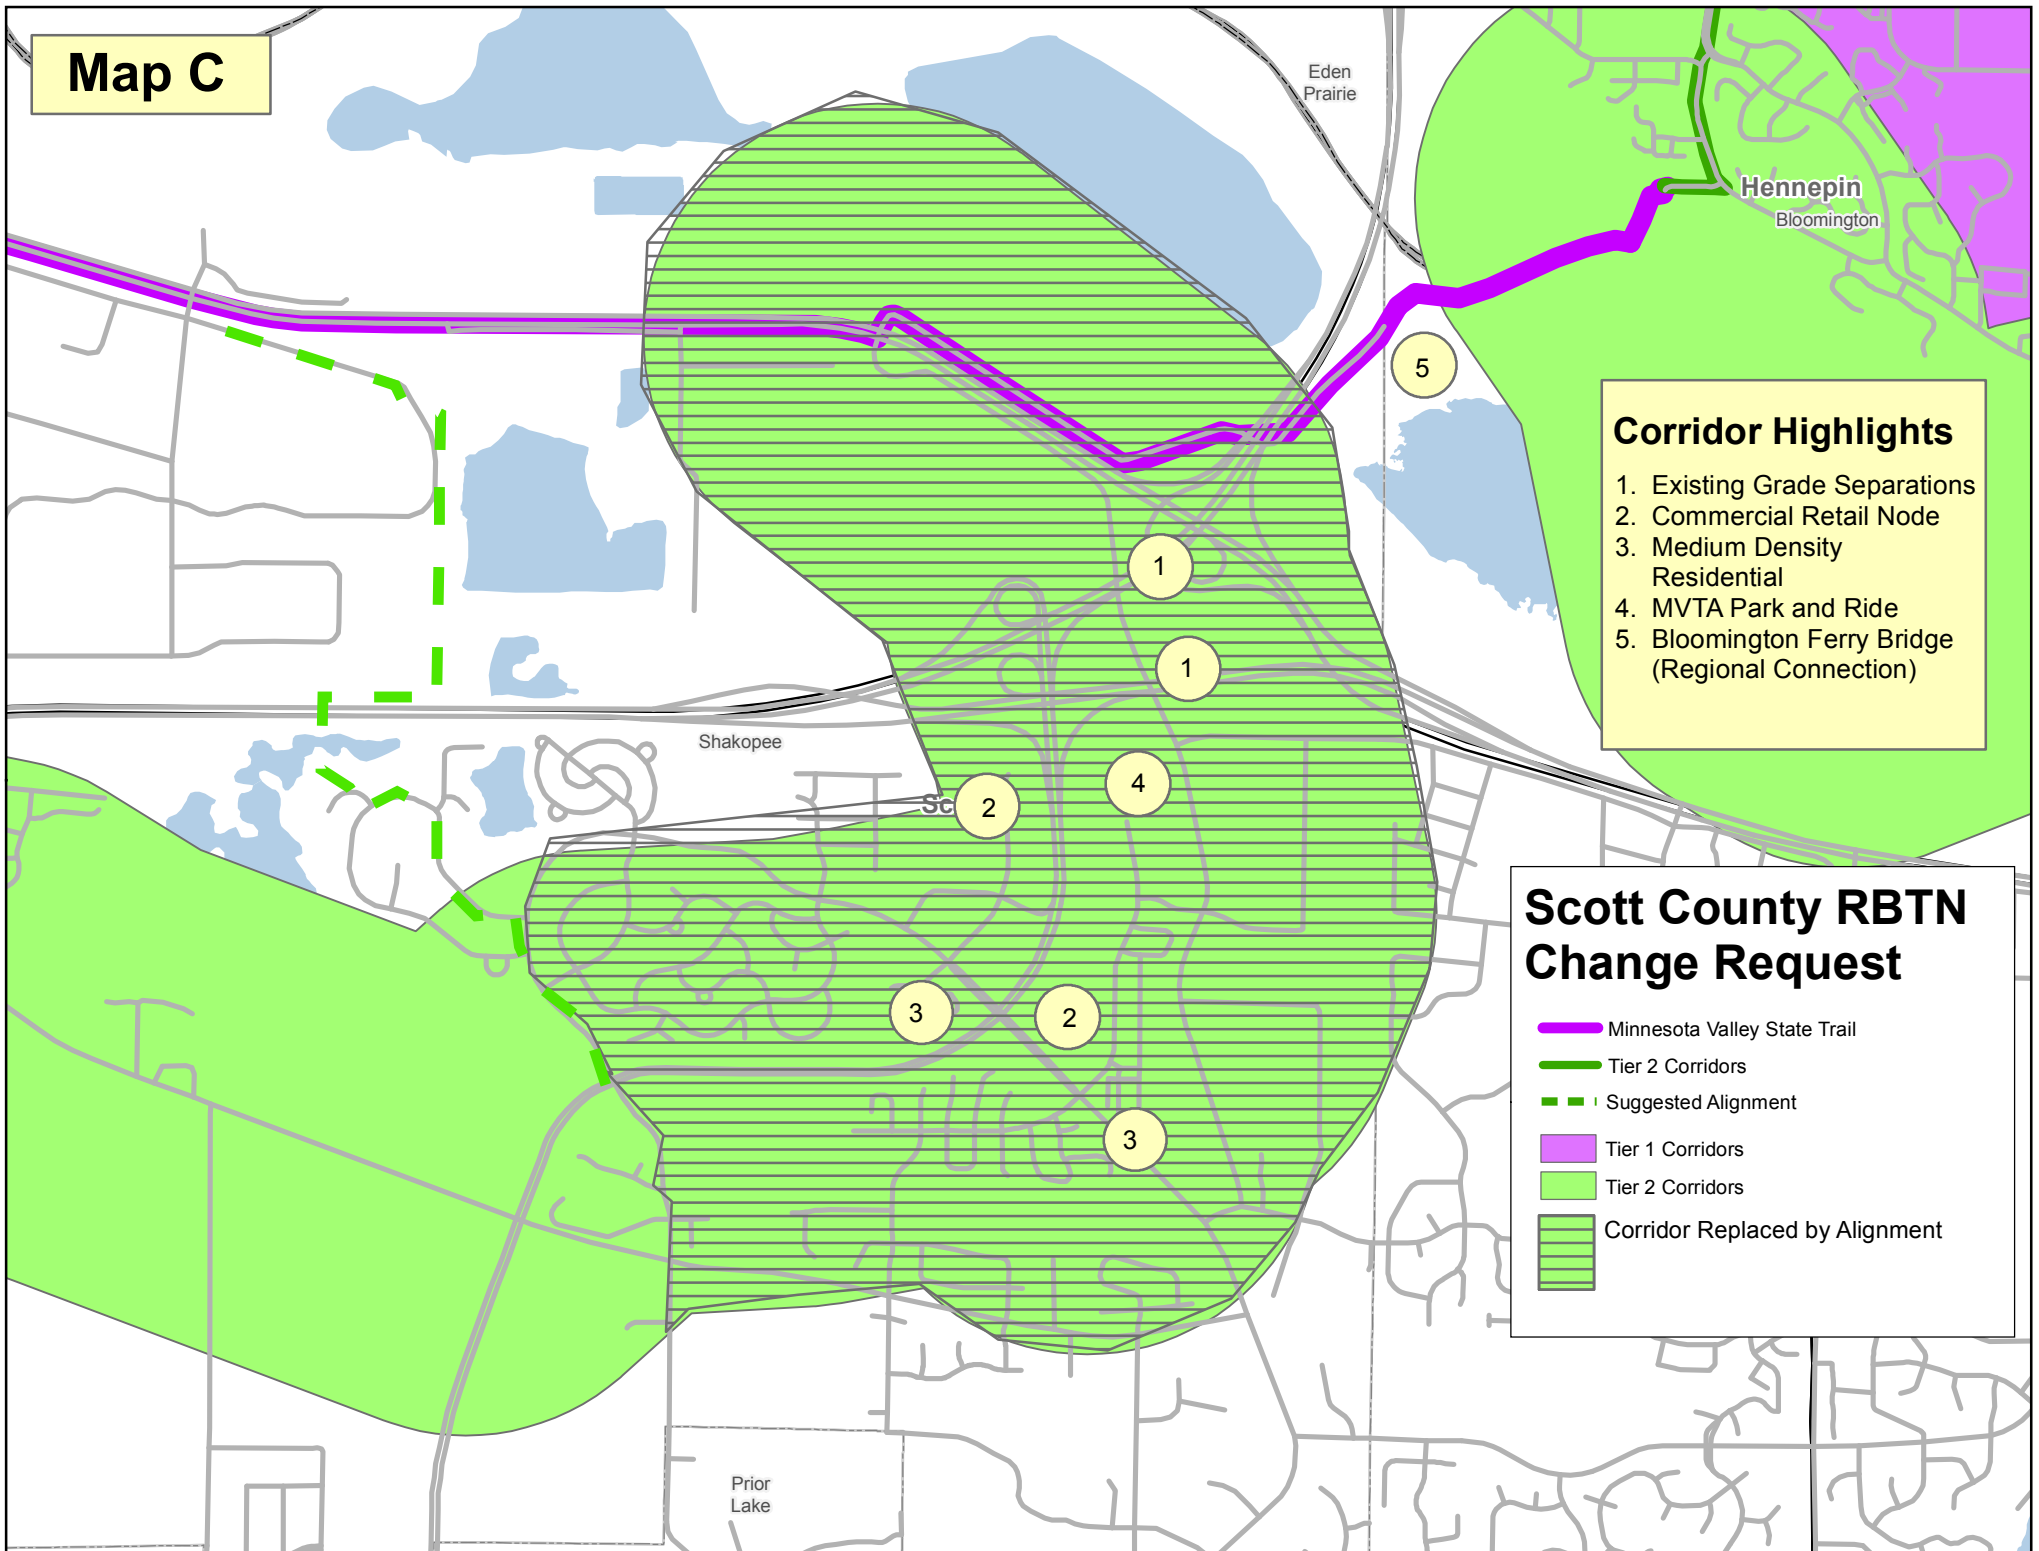 Map C
Eden
Prairie
Hennepin
Bloomington
5
Corridor Highlights
1. Existing Grade Separations
2. Commercial Retail Node
3. Medium Density
Residential
4. MVTA Park and Ride
5. Bloomington Ferry Bridge
(Regional Connection)
1
1
Shakopee
4
Sc
2
Scott County RBTN
Change Request
Minnesota Valley State Trail
Tier 2 Corridors
Suggested Alignment
Tier 1 Corridors
Tier 2 Corridors
Corridor Replaced by Alignment
3
2
3
Prior
Lake